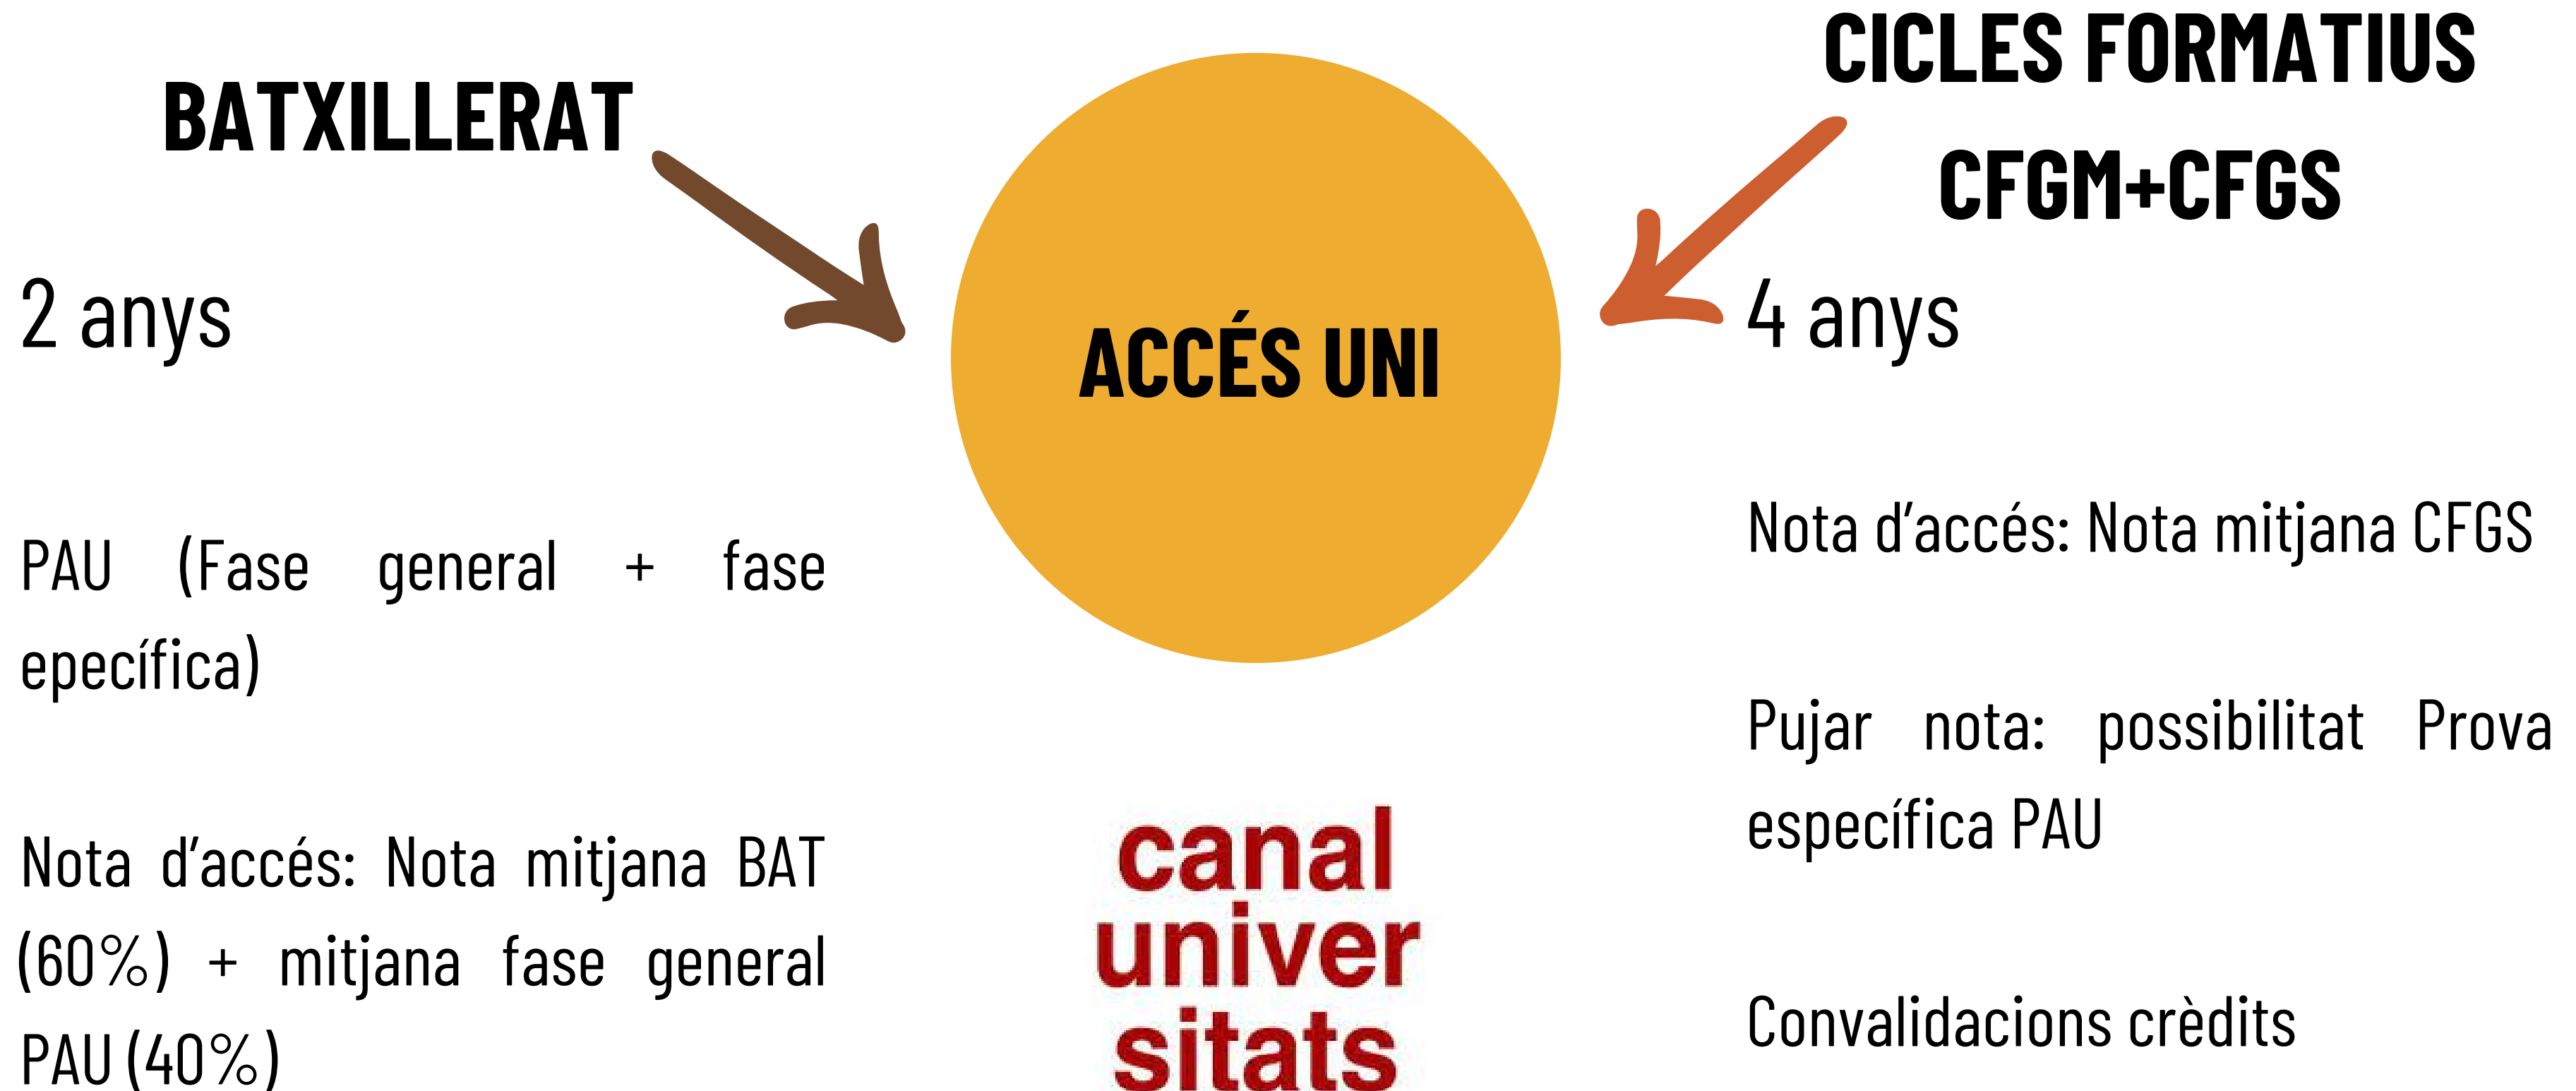 BATXILLERAT
2 anys
PAU (Fase general + fase
epecífica)
Nota d’accés: Nota mitjana BAT
(60%) + mitjana fase general
PAU (40%)
ACCÉS UNI
canal
univer
sitats
CICLES FORMATIUS
CFGM+CFGS
4 anys
Nota d’accés: Nota mitjana CFGS
Pujar nota: possibilitat Prova
específica PAU
Convalidacions crèdits